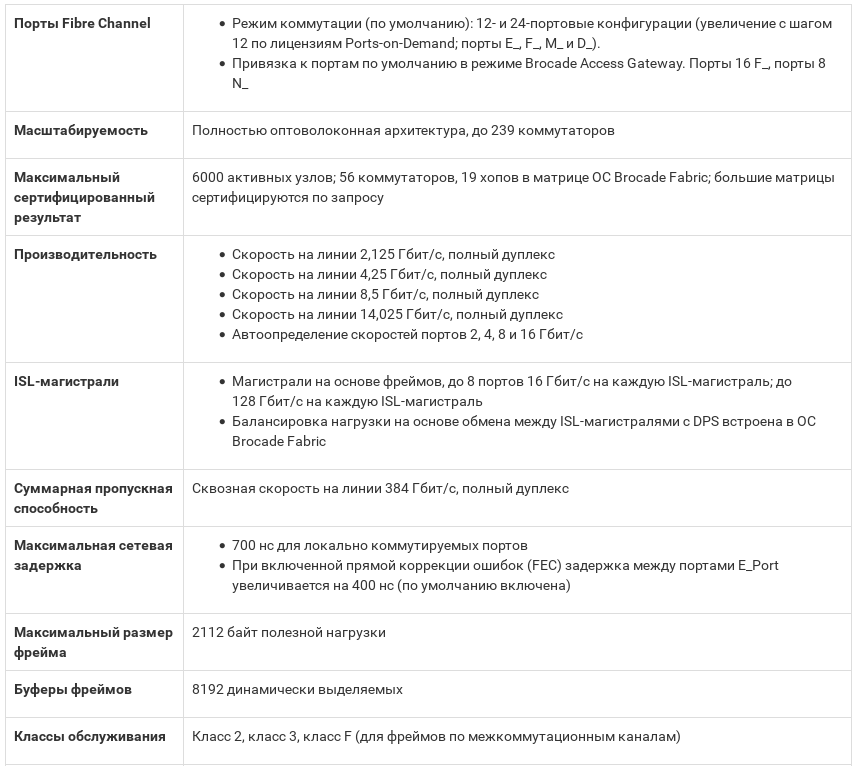 Порты Fibre Channel
• Режим коммутации (по умолчанию): 12- и 24-портовые конфигурации (увеличение с шагом
12 по лицензиям Ports-on-Demand; порты E_, F_, M_ и D_).
• Привязка к портам по умолчанию в режиме Brocade Access Gateway. Порты 16 F_, порты 8
N_
Масштабируемость
Полностью оптоволоконная архитектура, до 239 коммутаторов
Максимальный
сертифицированный
результат
6000 активных узлов; 56 коммутаторов, 19 хопов в матрице ОС Brocade Fabric; большие матрицы
сертифицируются по запросу
Производительность
• Скорость на линии 2,125 Гбит/с, полный дуплекс
• Скорость на линии 4,25 Гбит/с, полный дуплекс
• Скорость на линии 8,5 Гбит/с, полный дуплекс
• Скорость на линии 14,025 Гбит/с, полный дуплекс
• Автоопределение скоростей портов 2, 4, 8 и 16 Гбит/с
ISL-магистрали
• Магистрали на основе фреймов, до 8 портов 16 Гбит/с на каждую ISL-магистраль; до
128 Гбит/с на каждую ISL-магистраль
• Балансировка нагрузки на основе обмена между ISL-магистралями с DPS встроена в ОС
Brocade Fabric
Суммарная пропускная
способность
Сквозная скорость на линии 384 Гбит/с, полный дуплекс
Максимальная сетевая
задержка
• 700 нс для локально коммутируемых портов
• При включенной прямой коррекции ошибок (FEC) задержка между портами E_Port
увеличивается на 400 нс (по умолчанию включена)
Максимальный размер
фрейма
2112 байт полезной нагрузки
Буферы фреймов
8192 динамически выделяемых
Классы обслуживания
Класс 2, класс 3, класс F (для фреймов по межкоммутационным каналам)